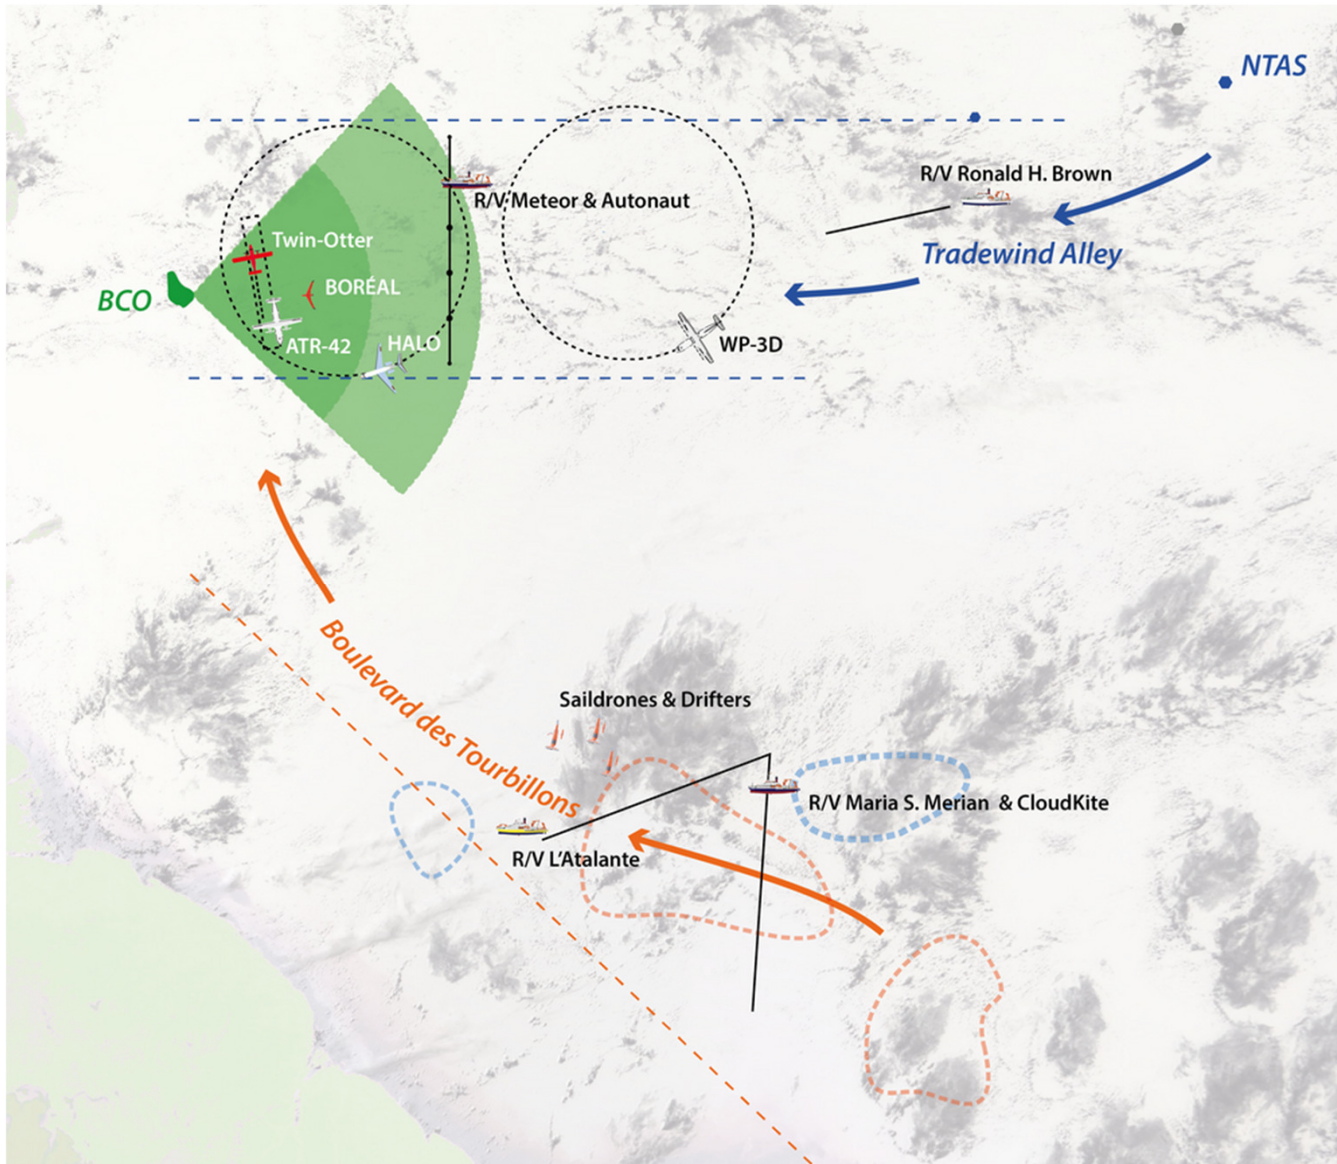 NTAS
R/V Ronald H. Brown
R/V Meteor & Autonaut
Twin-Otter
Tradewind Alley
BORÉAL
BCO
HALO
ATR-42
WP-3D
Boulevard des Tourbillons
Saildrones & Drifters
R/V Maria S. Merian & CloudKite
R/V L'Atalante